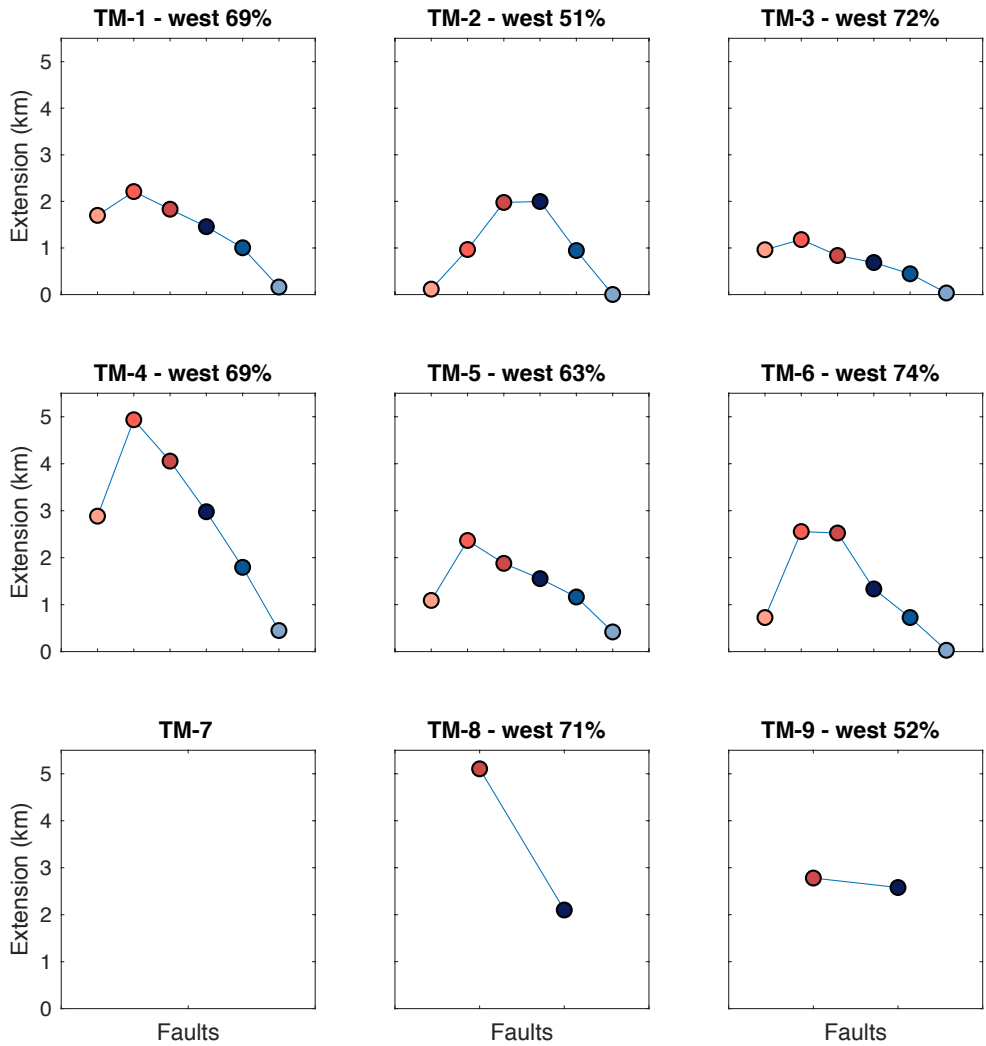 TM-1 - west 69%
TM-2 - west 51%
TM-3 - west 72%
Extension (km)
5
4
3
2
1
0
TM-4 - west 69%
TM-5 - west 63%
TM-6 - west 74%
Extension (km)
5
4
3
2
1
0
TM-7
TM-8 - west 71%
TM-9 - west 52%
Extension (km)
5
4
3
2
1
0
Faults
Faults
Faults